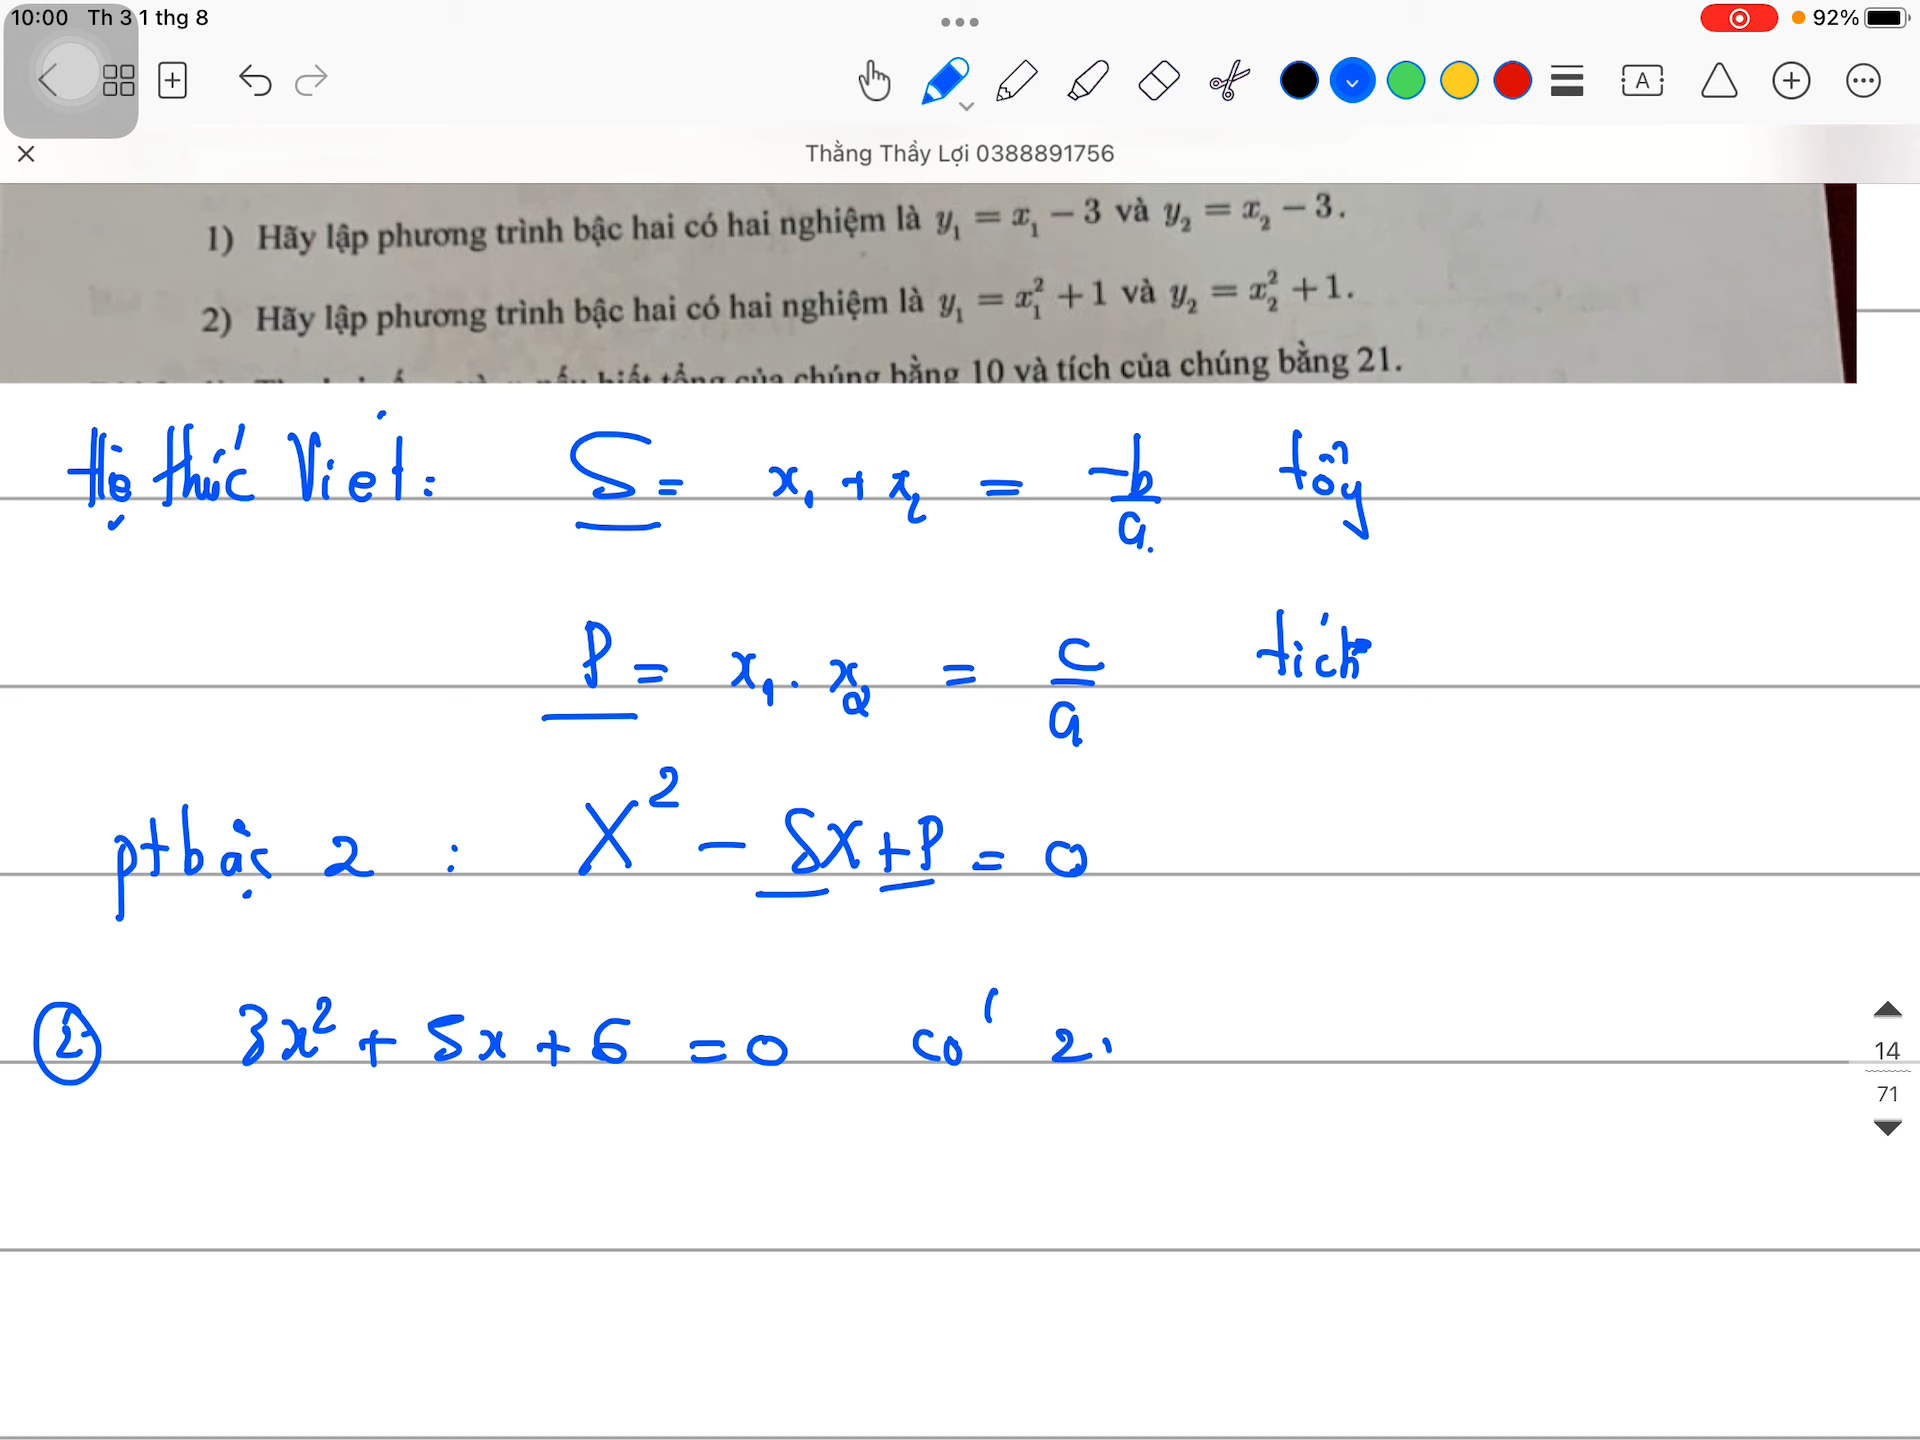 10:00 Th 3 1 thg 8
92%
A
Thằng Thầy Lợi 0388891756
1) Hãy lập phương trình bậc hai có hai nghiệm là y₁ = x₁ − 3 và y₂ = x₂ − 3.
2) Hãy lập phương trình bậc hai có hai nghiệm là y₁ = x₁² + 1 và y₂ = x₂² + 1.
biết tổng của chúng bằng 10 và tích của chúng bằng 21.
Hệ thức Viet: S = x₁ + x₂ = -b/a tổng
P = x₁ . x₂ = c/a tích
pt bậc 2 : X² − SX + P = 0
② 3x² + 5x + 6 = 0 có 2
14
71